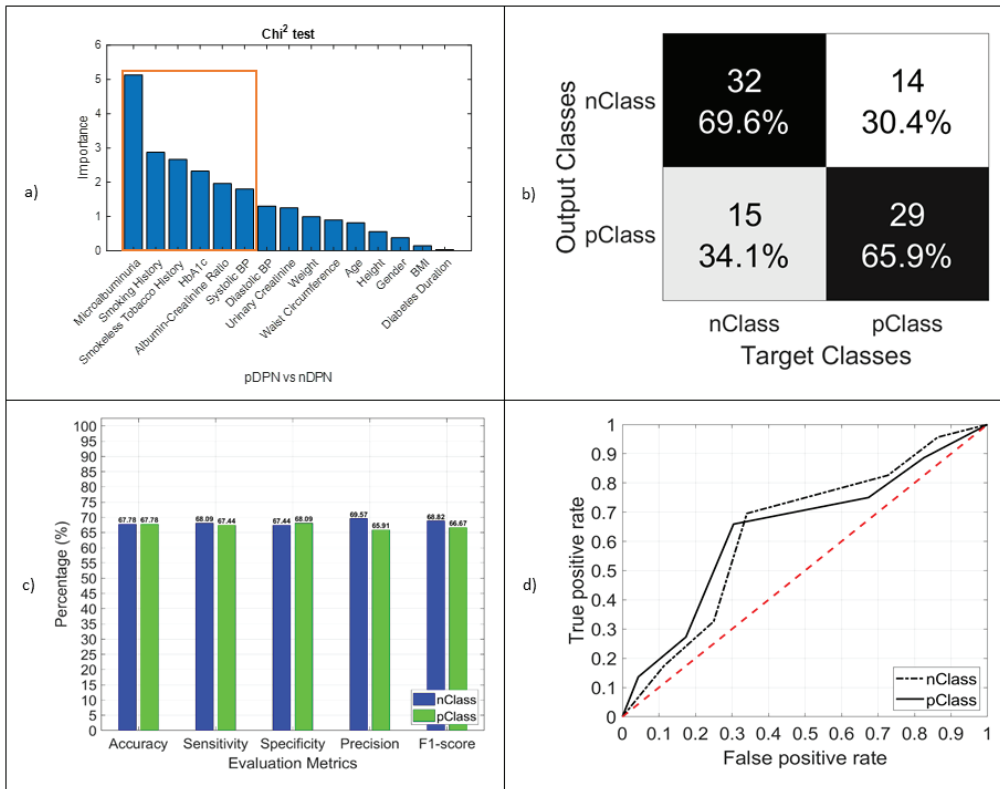 a)
Chi² test
Importance
6
5
4
3
2
1
0
Microalbuminuria
Smoking History
Smokeless Tobacco History
HbA1c
Albumin-Creatinine Ratio
Systolic BP
Diastolic BP
Urinary Creatinine
Weight
Waist Circumference
Age
Height
Gender
BMI
Diabetes Duration
pDPN vs nDPN
b)
Output Classes
nClass
32
14
69.6%
30.4%
pClass
15
29
34.1%
65.9%
nClass
pClass
Target Classes
c)
Percentage (%)
100
95
90
85
80
75
70
65
60
55
50
45
40
35
30
25
20
15
10
5
0
67.78
67.78
68.09
67.44
67.44
68.09
69.57
65.91
68.82
66.67
nClass
pClass
Accuracy
Sensitivity
Specificity
Precision
F1-score
Evaluation Metrics
d)
True positive rate
1
0.9
0.8
0.7
0.6
0.5
0.4
0.3
0.2
0.1
0
nClass
pClass
0
0.1
0.2
0.3
0.4
0.5
0.6
0.7
0.8
0.9
1
False positive rate